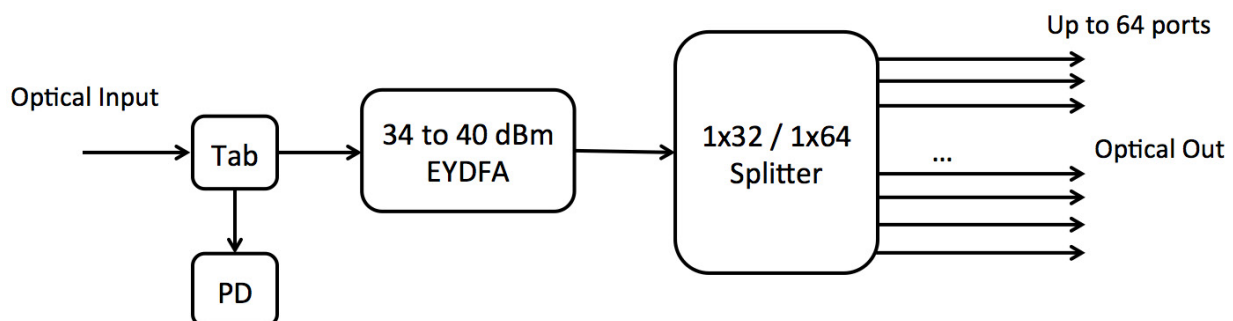 Up to 64 ports
Optical Input
Tab
34 to 40 dBm
EYDFA
1x32 / 1x64
Splitter
...
Optical Out
PD